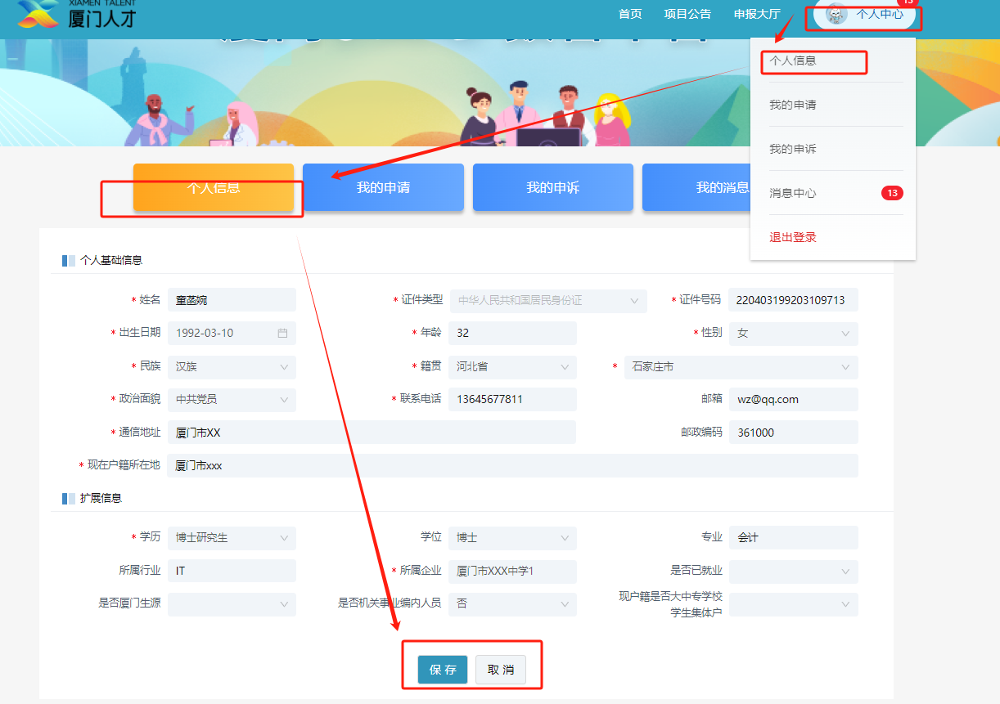 XIAMEN TALENT
厦门人才
首页 项目公告 申报大厅 个人中心 13
个人信息
我的申请
我的申诉
消息中心 13
退出登录
个人信息 我的申请 我的申诉 我的消息
个人基础信息
* 姓名 童菡婉 * 证件类型 中华人民共和国居民身份证 * 证件号码 220403199203109713
* 出生日期 1992-03-10 * 年龄 32 * 性别 女
* 民族 汉族 * 籍贯 河北省 * 石家庄市
* 政治面貌 中共党员 * 联系电话 13645677811 邮箱 wz@qq.com
* 通信地址 厦门市XX 邮政编码 361000
* 现在户籍所在地 厦门市xxx
扩展信息
* 学历 博士研究生 学位 博士 专业 会计
所属行业 IT * 所属企业 厦门市XXX中学1 是否已就业
是否厦门生源 是否机关事业编内人员 否 现户籍是否大中专学校
学生集体户
保存 取消